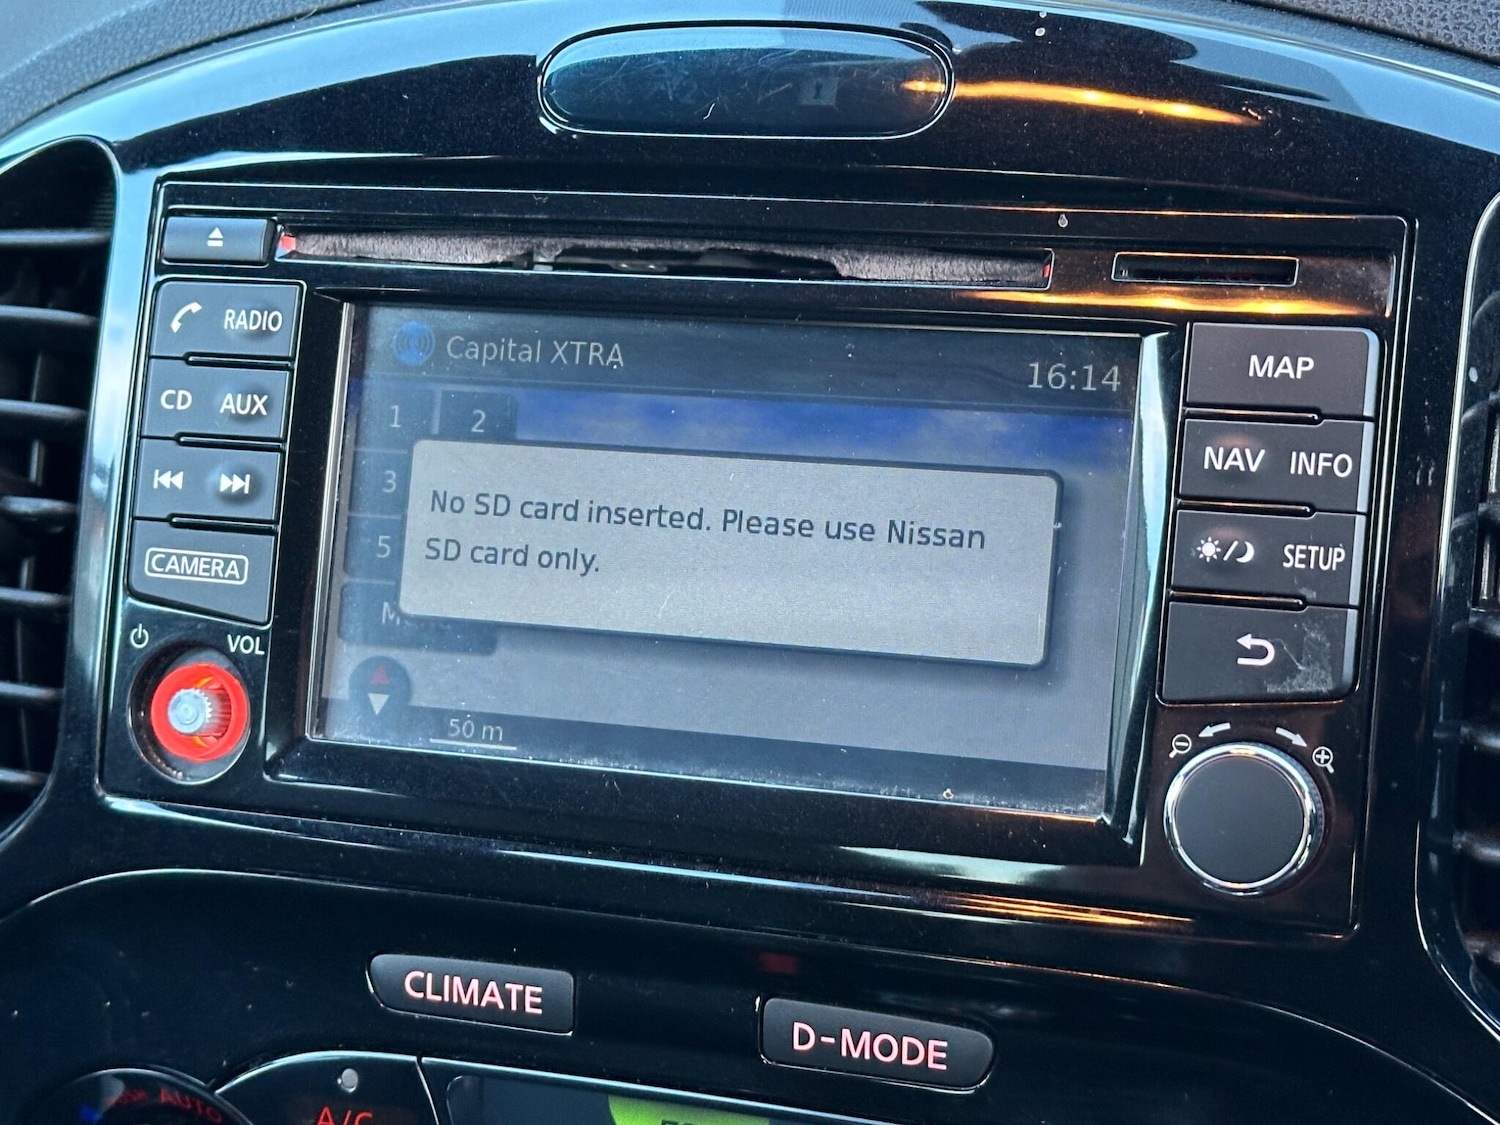 RADIO
CD AUX
CAMERA
VOL
Capital XTRA
16:14
1 2
3
5
No SD card inserted. Please use Nissan
SD card only.
50 m
MAP
NAV INFO
SETUP
CLIMATE
D-MODE
AUTO
A/C